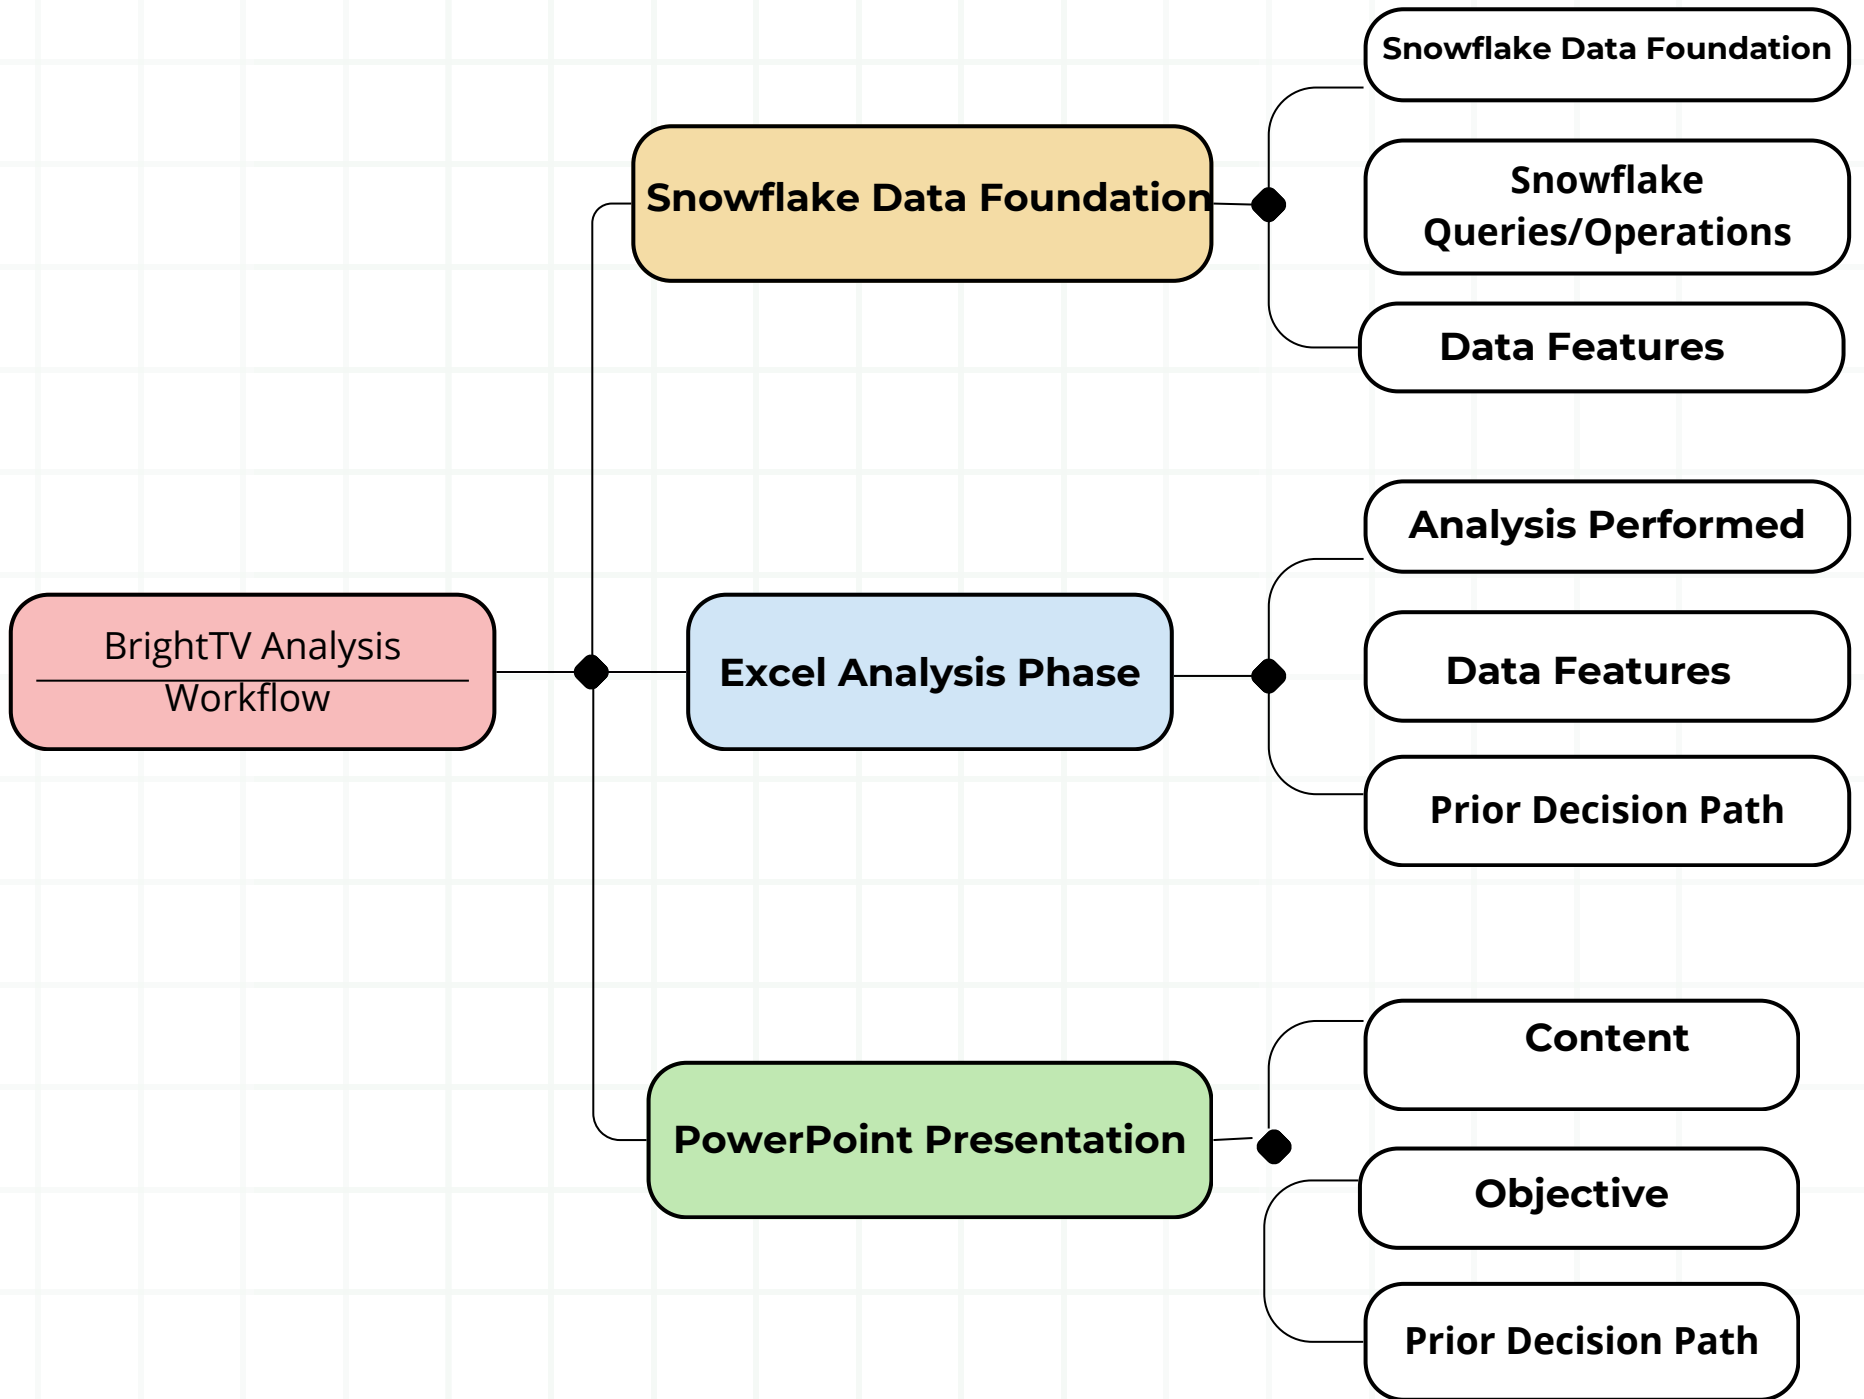 BrightTV Analysis
Workflow
Snowflake Data Foundation
Snowflake Data Foundation
Snowflake
Queries/Operations
Data Features
Excel Analysis Phase
Analysis Performed
Data Features
Prior Decision Path
PowerPoint Presentation
Content
Objective
Prior Decision Path